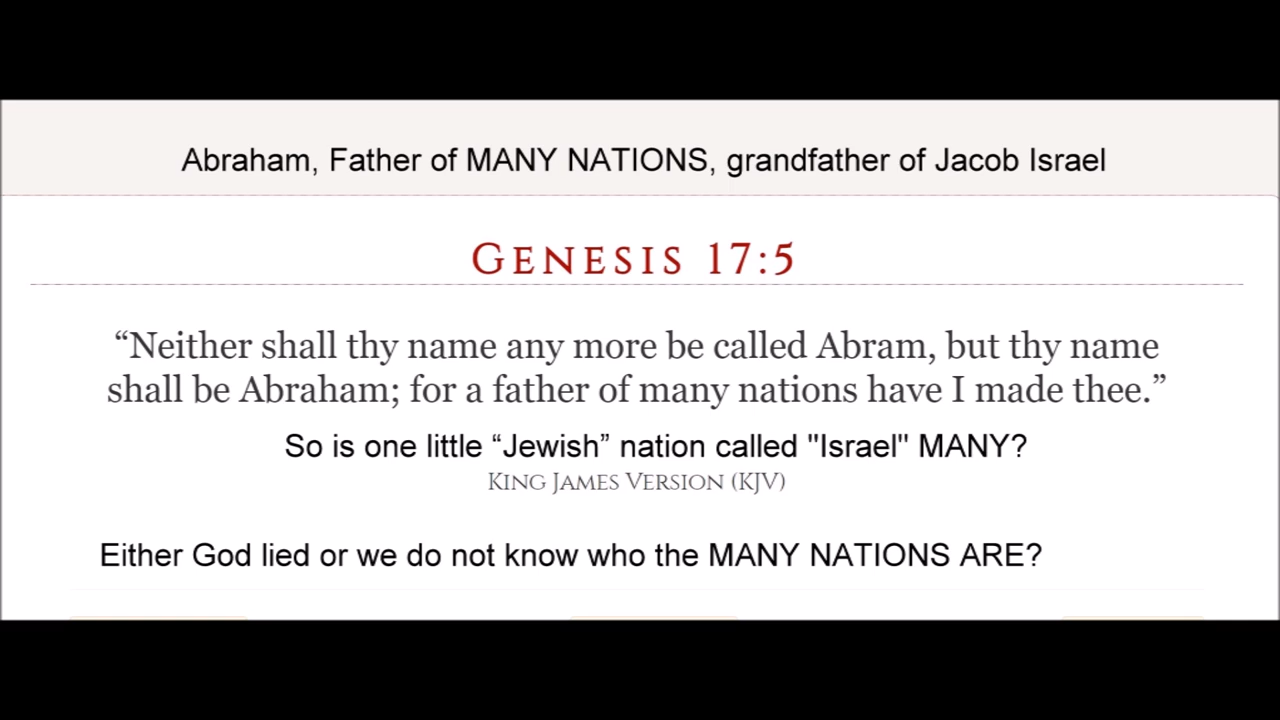 Abraham, Father of MANY NATIONS, grandfather of Jacob Israel
GENESIS 17:5
“Neither shall thy name any more be called Abram, but thy name
shall be Abraham; for a father of many nations have I made thee.”
So is one little “Jewish” nation called "Israel" MANY?
KING JAMES VERSION (KJV)
Either God lied or we do not know who the MANY NATIONS ARE?